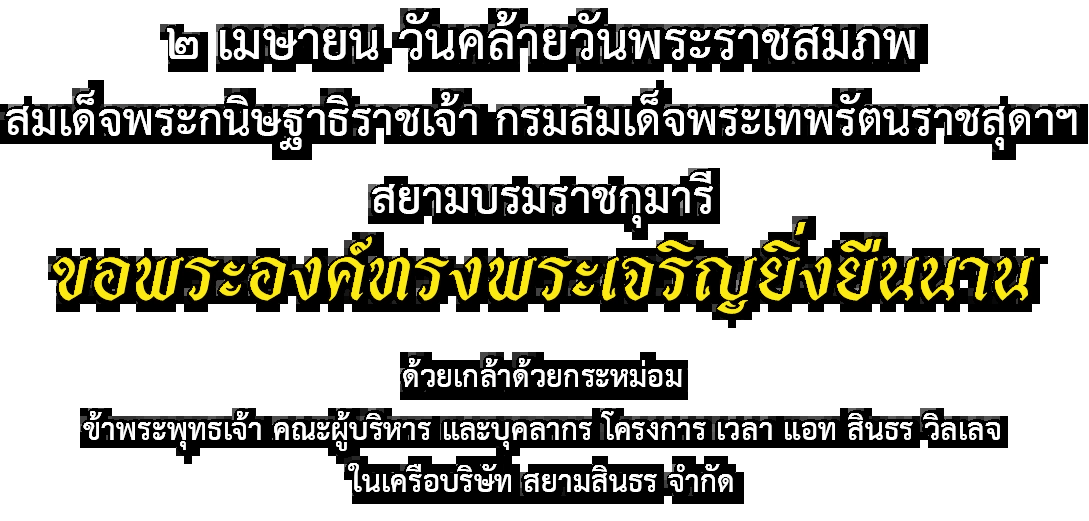 ๒ เมษายน วันคล้ายวันพระราชสมภพ
สมเด็จพระกนิษฐาธิราชเจ้า กรมสมเด็จพระเทพรัตนราชสุดาฯ
สยามบรมราชกุมารี
ขอพระองค์ทรงพระเจริญยิ่งยืนนาน
ด้วยเกล้าด้วยกระหม่อม
ข้าพระพุทธเจ้า คณะผู้บริหาร และบุคลากร โครงการ เวลา แอท สินธร วิลเลจ
ในเครือบริษัท สยามสินธร จำกัด